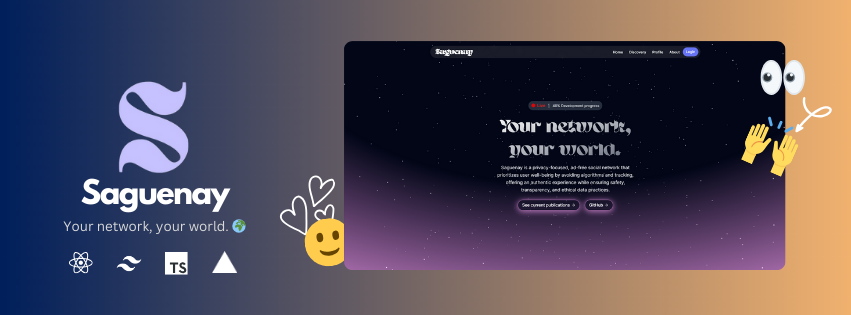 S
Saguenay
Your network, your world.
TS
Saguenay
Home Discovery Profile About Login
48% Development progress
Your network,
your world.
Saguenay is a privacy-focused, ad-free social network that
prioritizes user well-being by avoiding algorithms and tracking,
offering an authentic experience while ensuring safety,
transparency, and ethical data practices.
See current publications
GitHub